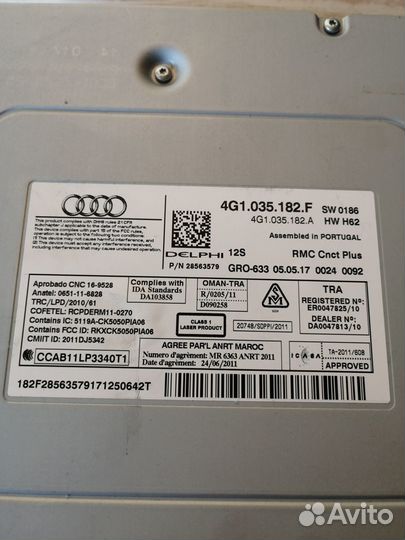 4G1.035.182.F SW 0186
4G1.035.182.A HW H62
Assembled in PORTUGAL
DELPHI 12S RMC Cnct Plus
P/N 28563579 GRO-633 05.05.17 0024 0092
Aprobado CNC 16-9528
Anatel: 0651-11-6828
TRC/LPD/2010/61
COFETEL: RCPDERM11-0270
Contains IC: 5119A-CK5050PIA06
Contains FCC ID: RKXCK5050PIA06
CMIIT ID: 2011DJ5342
CCAB11LP3340T1
Complies with
IDA Standards
DA103858
OMAN-TRA
R/0205/11
D090258
CLASS 1
LASER PRODUCT
20748/SDPPI/2011
TRA
REGISTERED Nº:
ER0047825/10
DEALER Nº:
DA0047813/10
AGREE PAR'L ANRT MAROC
Numero d'agrément: MR 6363 ANRT 2011
Date d'agrément: 24/06/2011
ICASA
TA-2011/608
APPROVED
182F28563579171250642T
Avito